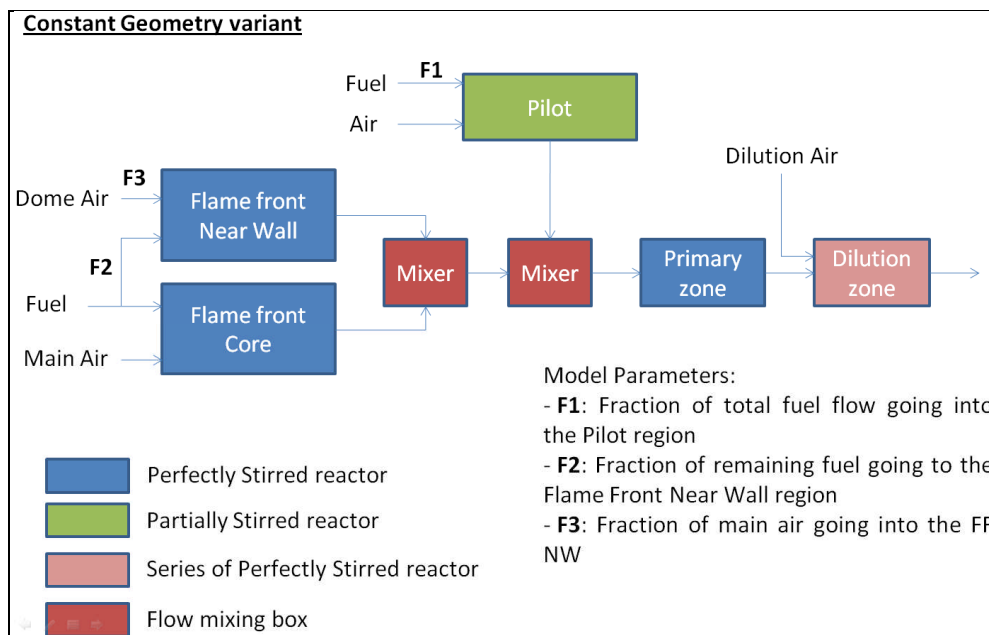 Constant Geometry variant
Fuel
F1
Air
Pilot
Dilution Air
Dome Air
F3
Flame front
Near Wall
F2
Fuel
Main Air
Flame front
Core
Mixer
Mixer
Primary
zone
Dilution
zone
Model Parameters:
- F1: Fraction of total fuel flow going into
the Pilot region
- F2: Fraction of remaining fuel going to the
Flame Front Near Wall region
- F3: Fraction of main air going into the FF
NW
Perfectly Stirred reactor
Partially Stirred reactor
Series of Perfectly Stirred reactor
Flow mixing box